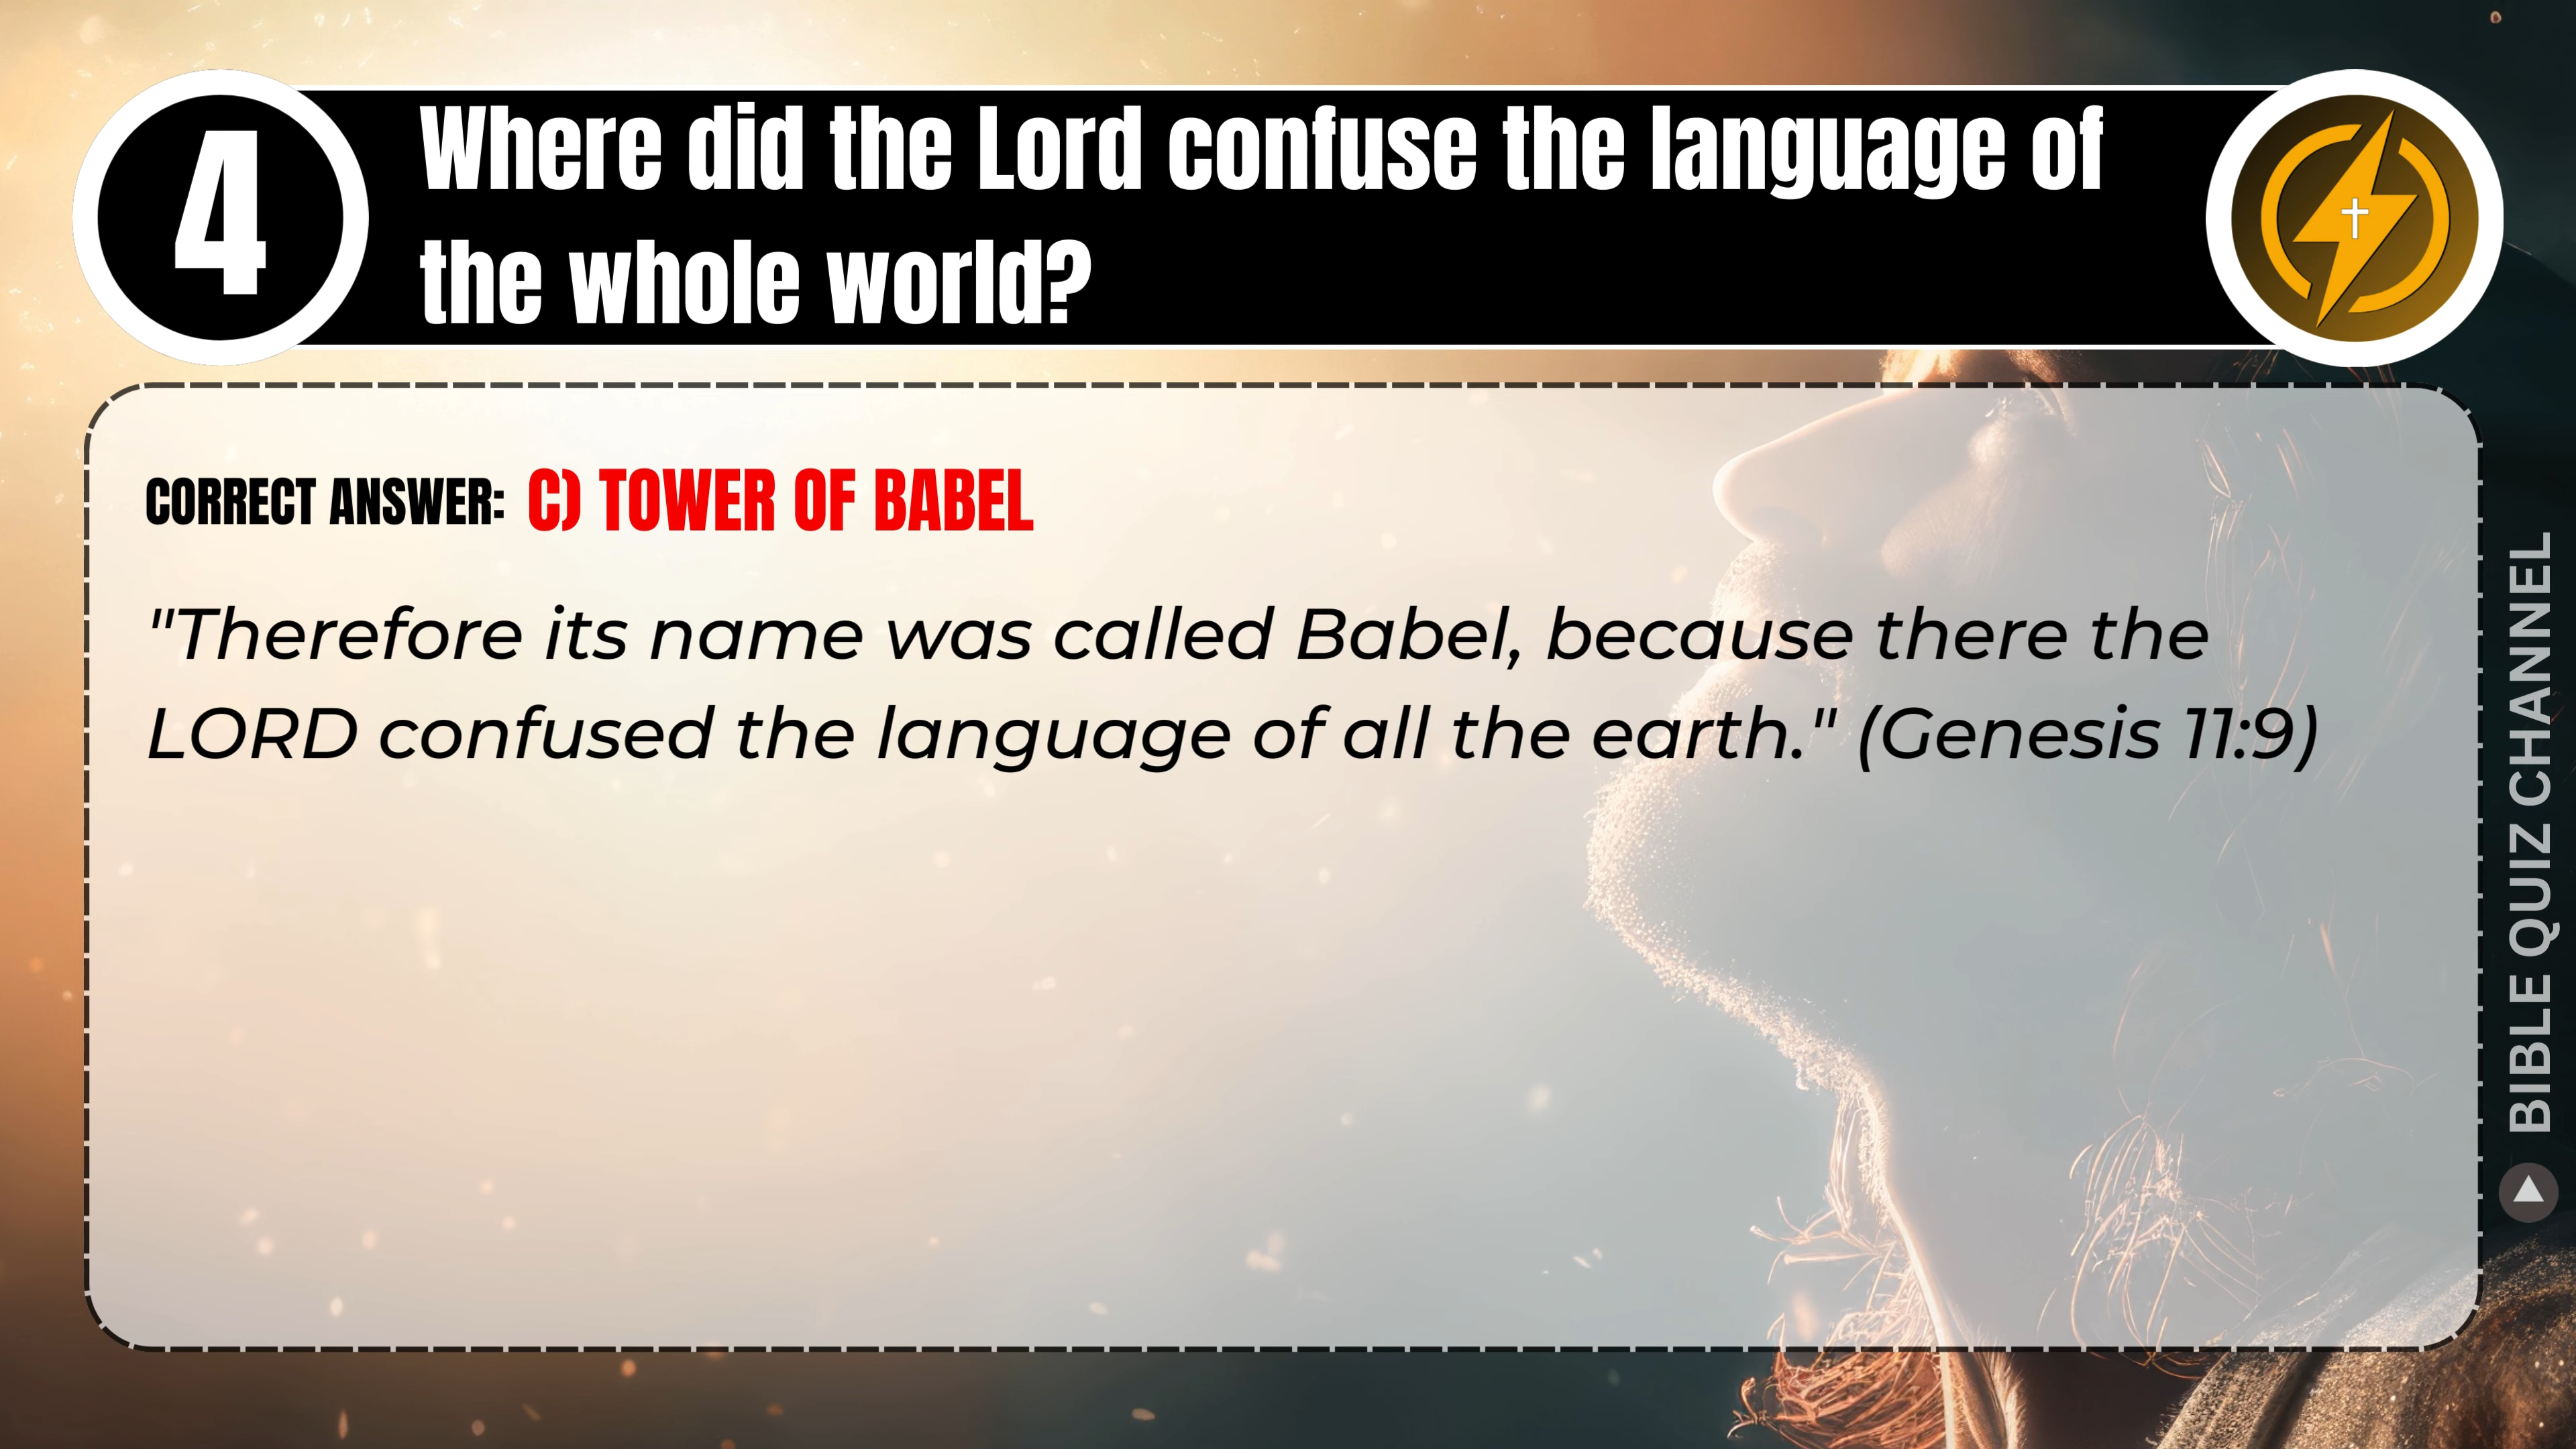 4
Where did the Lord confuse the language of
the whole world?
CORRECT ANSWER: C) TOWER OF BABEL
"Therefore its name was called Babel, because there the
LORD confused the language of all the earth." (Genesis 11:9)
BIBLE QUIZ CHANNEL